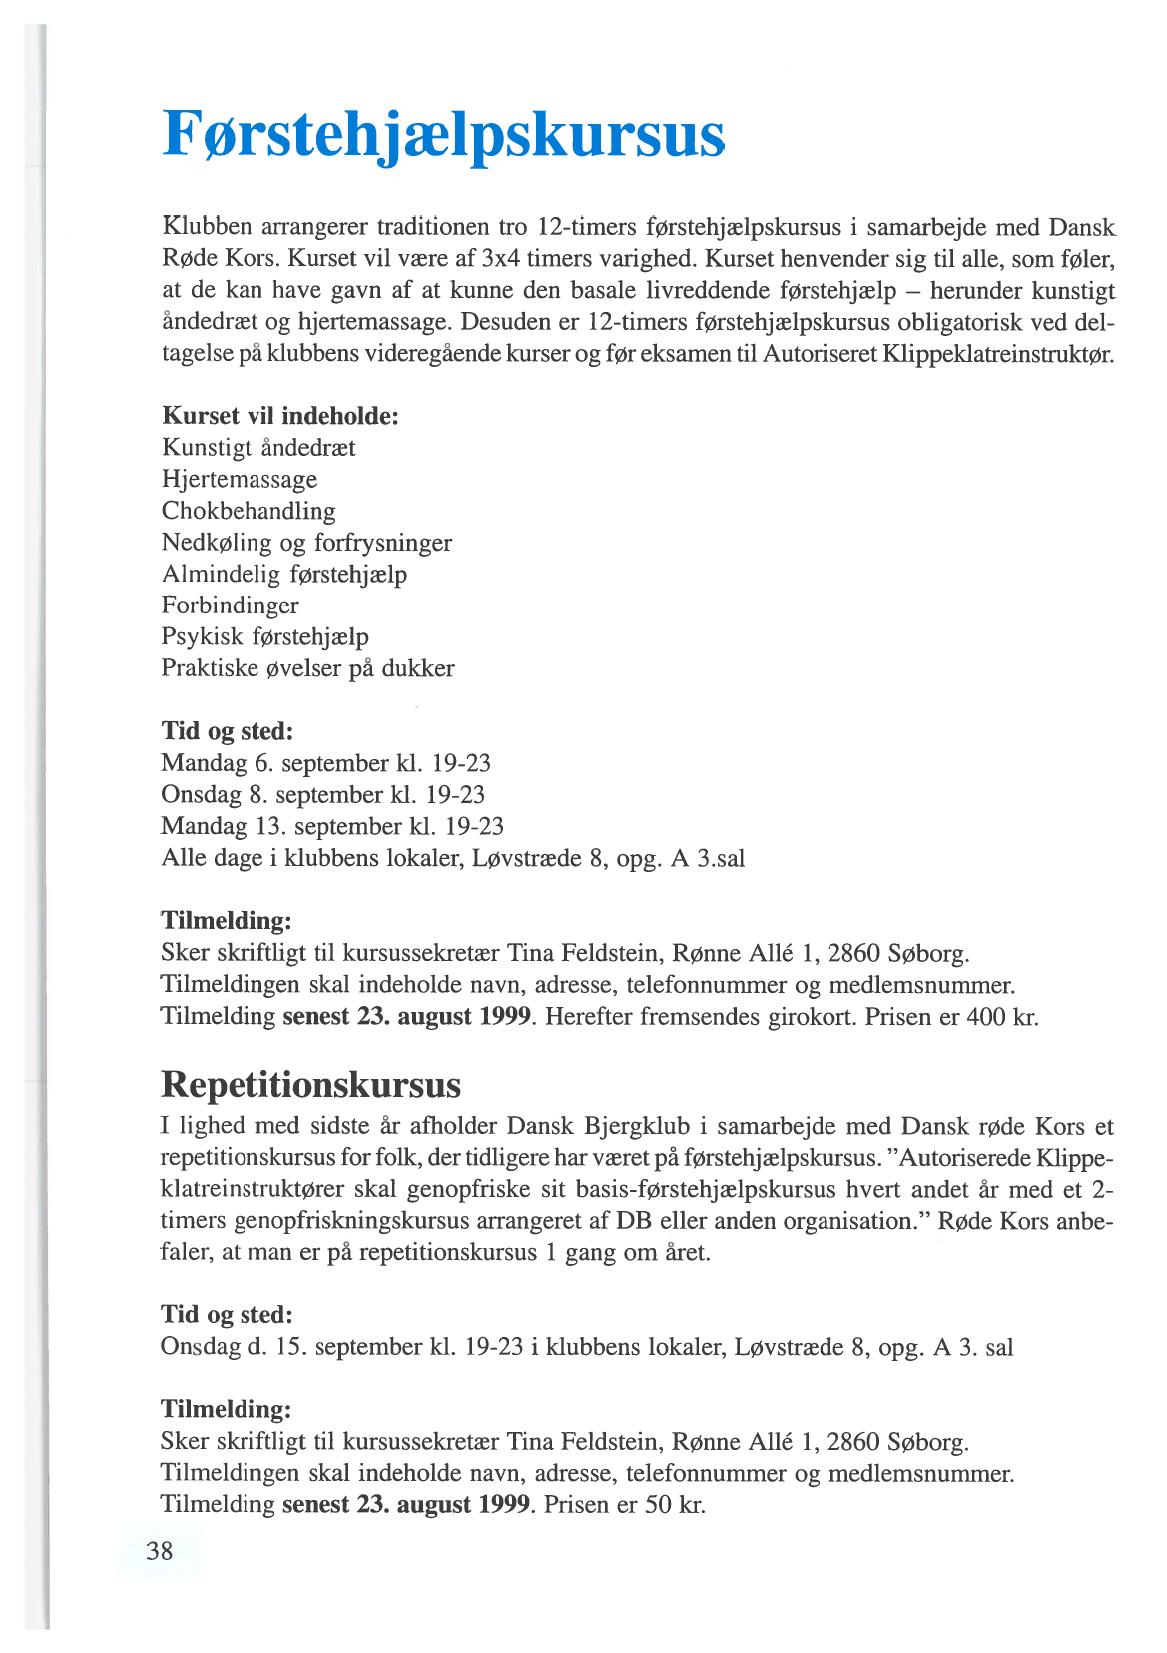 Førstehjælpskursus
Klubben arrangerer traditionen tro 12-timers førstehjælpskursus i samarbejde med Dansk
Røde Kors. Kurset vil være af 3x4 timers varighed. Kurset henvender sig til alle, som føler,
at de kan have gavn af at kunne den basale livreddende førstehjælp – herunder kunstigt
åndedræt og hjertemassage. Desuden er 12-timers førstehjælpskursus obligatorisk ved del-
tagelse på klubbens videregående kurser og før eksamen til Autoriseret Klippeklatreinstruktør.
Kurset vil indeholde:
Kunstigt åndedræt
Hjertemassage
Chokbehandling
Nedkøling og forfrysninger
Almindelig førstehjælp
Forbindinger
Psykisk førstehjælp
Praktiske øvelser på dukker
Tid og sted:
Mandag 6. september kl. 19-23
Onsdag 8. september kl. 19-23
Mandag 13. september kl. 19-23
Alle dage i klubbens lokaler, Løvstræde 8, opg. A 3.sal
Tilmelding:
Sker skriftligt til kursussekretær Tina Feldstein, Rønne Allé 1, 2860 Søborg.
Tilmeldingen skal indeholde navn, adresse, telefonnummer og medlemsnummer.
Tilmelding senest 23. august 1999. Herefter fremsendes girokort. Prisen er 400 kr.
Repetitionskursus
I lighed med sidste år afholder Dansk Bjergklub i samarbejde med Dansk røde Kors et
repetitionskursus for folk, der tidligere har været på førstehjælpskursus. ”Autoriserede Klippe-
klatreinstruktører skal genopfriske sit basis-førstehjælpskursus hvert andet år med et 2-
timers genopfriskningskursus arrangeret af DB eller anden organisation.” Røde Kors anbe-
faler, at man er på repetitionskursus 1 gang om året.
Tid og sted:
Onsdag d. 15. september kl. 19-23 i klubbens lokaler, Løvstræde 8, opg. A 3. sal
Tilmelding:
Sker skriftligt til kursussekretær Tina Feldstein, Rønne Allé 1, 2860 Søborg.
Tilmeldingen skal indeholde navn, adresse, telefonnummer og medlemsnummer.
Tilmelding senest 23. august 1999. Prisen er 50 kr.
38